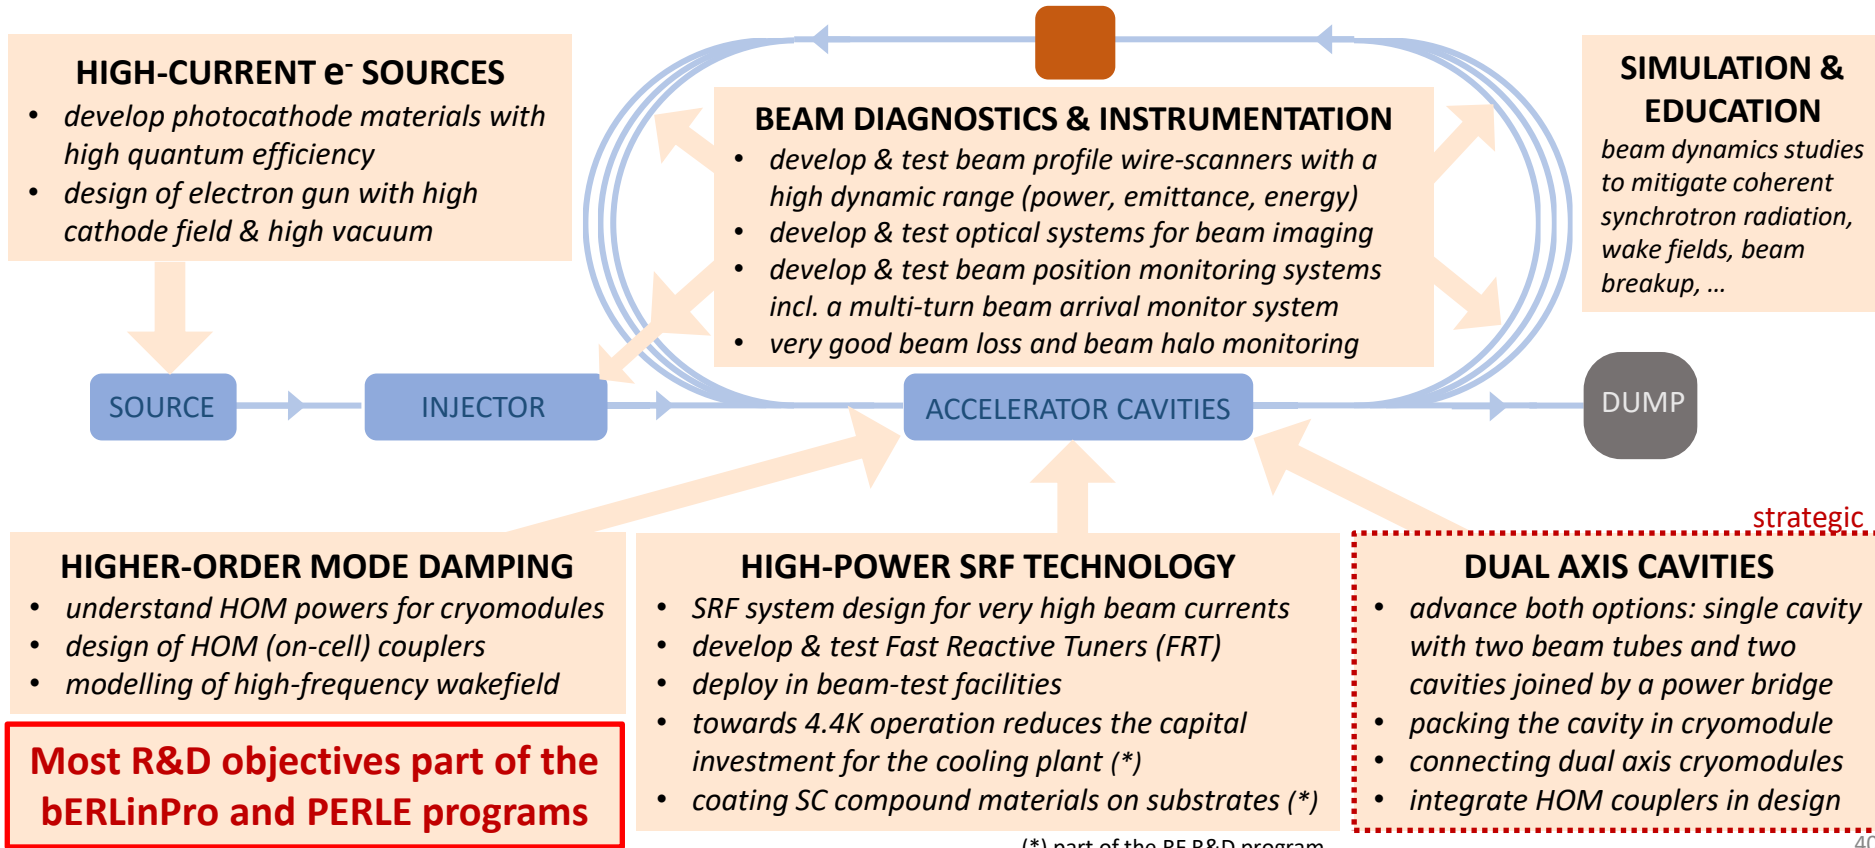 HIGH-CURRENT e- SOURCES
• develop photocathode materials with
high quantum efficiency
• design of electron gun with high
cathode field & high vacuum
BEAM DIAGNOSTICS & INSTRUMENTATION
• develop & test beam profile wire-scanners with a
high dynamic range (power, emittance, energy)
• develop & test optical systems for beam imaging
• develop & test beam position monitoring systems
incl. a multi-turn beam arrival monitor system
• very good beam loss and beam halo monitoring
SIMULATION &
EDUCATION
beam dynamics studies
to mitigate coherent
synchrotron radiation,
wake fields, beam
breakup, …
SOURCE
INJECTOR
ACCELERATOR CAVITIES
DUMP
HIGHER-ORDER MODE DAMPING
• understand HOM powers for cryomodules
• design of HOM (on-cell) couplers
• modelling of high-frequency wakefield
Most R&D objectives part of the
bERLinPro and PERLE programs
HIGH-POWER SRF TECHNOLOGY
• SRF system design for very high beam currents
• develop & test Fast Reactive Tuners (FRT)
• deploy in beam-test facilities
• towards 4.4K operation reduces the capital
investment for the cooling plant (*)
• coating SC compound materials on substrates (*)
strategic
DUAL AXIS CAVITIES
• advance both options: single cavity
with two beam tubes and two
cavities joined by a power bridge
• packing the cavity in cryomodule
• connecting dual axis cryomodules
• integrate HOM couplers in design
(*) part of the RF R&D program
40